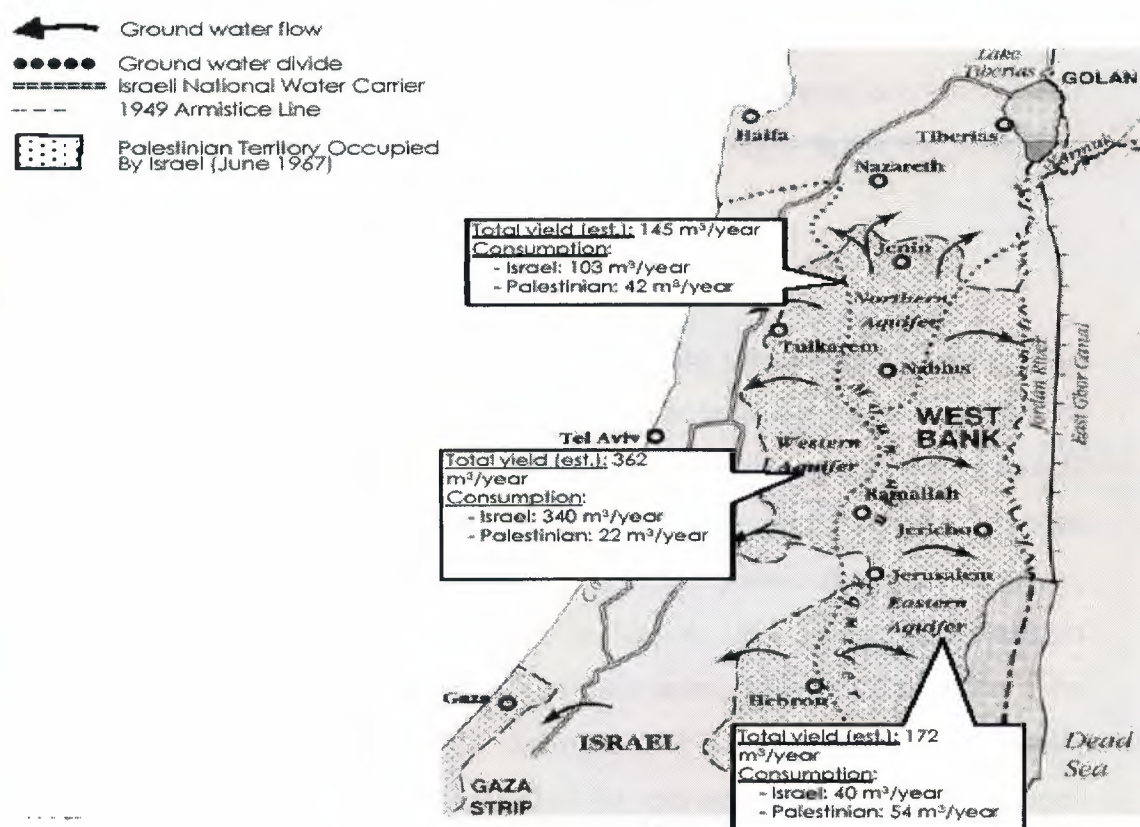 Ground water flow
Ground water divide
Israeli National Water Carrier
1949 Armistice Line
Palestinian Territory Occupied
By Israel (June 1967)
Lake
Tiberias
GOLAN
Haifa
Tiberias
Yarmuk
Nazareth
Total yield (est.): 145 m³/year
Consumption:
- Israel: 103 m³/year
- Palestinian: 42 m³/year
Jenin
Northern
Aquifer
Tulkarem
Nablus
Mountain
WEST
BANK
Jordan River
East Ghor Canal
Tel Aviv
Western
Aquifer
Total yield (est.): 362
m³/year
Consumption:
- Israel: 340 m³/year
- Palestinian: 22 m³/year
Ramallah
Jericho
Jerusalem
Eastern
Aquifer
Aquifer
Hebron
Gaza
ISRAEL
GAZA
STRIP
Total yield (est.): 172
m³/year
Consumption:
- Israel: 40 m³/year
- Palestinian: 54 m³/year
Dead
Sea